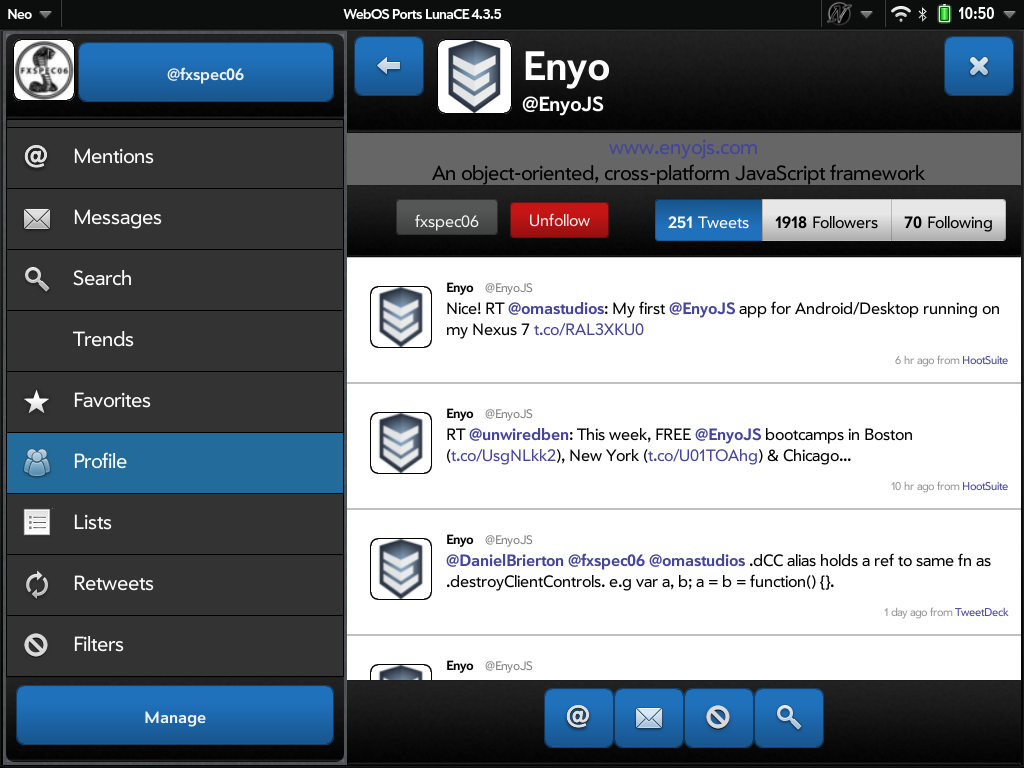 Neo
WebOS Ports LunaCE 4.3.5
10:50
FXSPEC06
@fxspec06
Enyo
@EnyoJS
www.enyojs.com
An object-oriented, cross-platform JavaScript framework
fxspec06
Unfollow
251 Tweets
1918 Followers
70 Following
@
Mentions
Messages
Search
Trends
Favorites
Profile
Lists
Retweets
Filters
Manage
Enyo @EnyoJS
Nice! RT @omastudios: My first @EnyoJS app for Android/Desktop running on
my Nexus 7 t.co/RAL3XKU0
6 hr ago from HootSuite
Enyo @EnyoJS
RT @unwiredben: This week, FREE @EnyoJS bootcamps in Boston
(t.co/UsgNLkk2), New York (t.co/U01TOAhg) & Chicago...
10 hr ago from HootSuite
Enyo @EnyoJS
@DanielBrierton @fxspec06 @omastudios .dCC alias holds a ref to same fn as
.destroyClientControls. e.g var a, b; a = b = function() {}.
1 day ago from TweetDeck
Enyo @EnyoJS
@